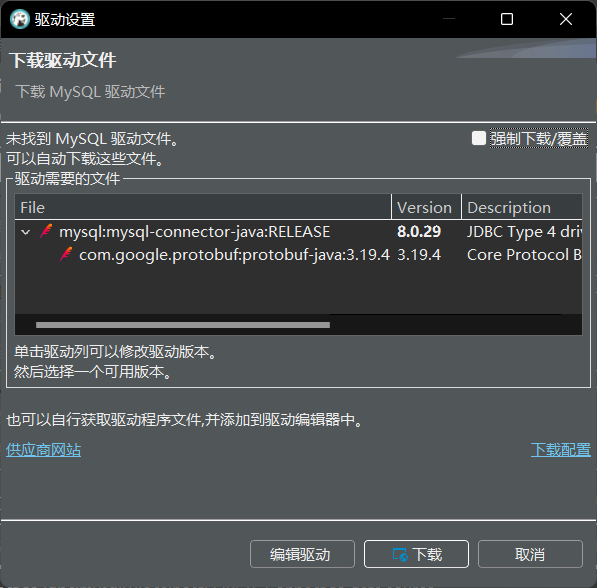 驱动设置
下载驱动文件
下载 MySQL 驱动文件
未找到 MySQL 驱动文件。
强制下载/覆盖
可以自动下载这些文件。
驱动需要的文件
File Version Description
mysql:mysql-connector-java:RELEASE 8.0.29 JDBC Type 4 driv
com.google.protobuf:protobuf-java:3.19.4 3.19.4 Core Protocol B
单击驱动列可以修改驱动版本。
然后选择一个可用版本。
也可以自行获取驱动程序文件,并添加到驱动编辑器中。
供应商网站 下载配置
编辑驱动 下载 取消